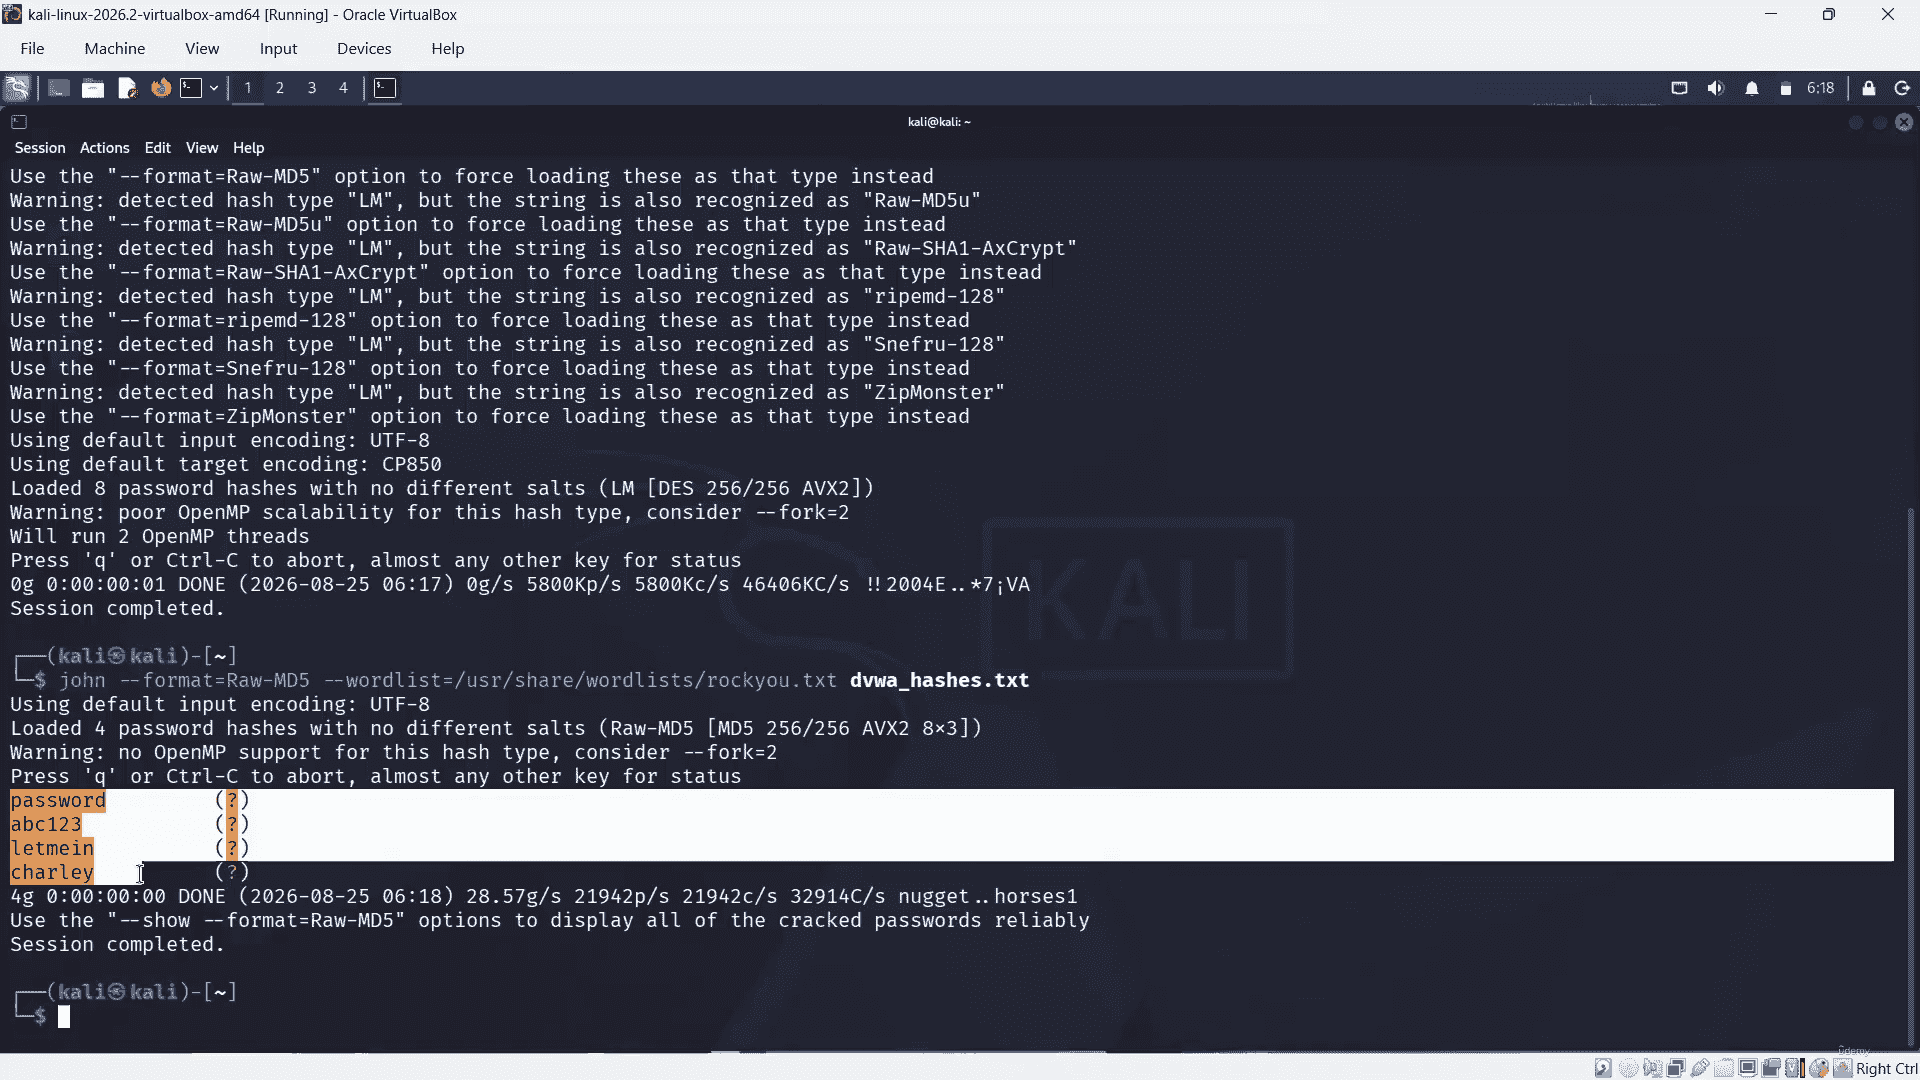 kali-linux-2026.2-virtualbox-amd64 [Running] - Oracle VirtualBox
File Machine View Input Devices Help
1 2 3 4 6:18
kali@kali: ~
Session Actions Edit View Help
Use the "--format=Raw-MD5" option to force loading these as that type instead
Warning: detected hash type "LM", but the string is also recognized as "Raw-MD5u"
Use the "--format=Raw-MD5u" option to force loading these as that type instead
Warning: detected hash type "LM", but the string is also recognized as "Raw-SHA1-AxCrypt"
Use the "--format=Raw-SHA1-AxCrypt" option to force loading these as that type instead
Warning: detected hash type "LM", but the string is also recognized as "ripemd-128"
Use the "--format=ripemd-128" option to force loading these as that type instead
Warning: detected hash type "LM", but the string is also recognized as "Snefru-128"
Use the "--format=Snefru-128" option to force loading these as that type instead
Warning: detected hash type "LM", but the string is also recognized as "ZipMonster"
Use the "--format=ZipMonster" option to force loading these as that type instead
Using default input encoding: UTF-8
Using default target encoding: CP850
Loaded 8 password hashes with no different salts (LM [DES 256/256 AVX2])
Warning: poor OpenMP scalability for this hash type, consider --fork=2
Will run 2 OpenMP threads
Press 'q' or Ctrl-C to abort, almost any other key for status
0g 0:00:00:01 DONE (2026-08-25 06:17) 0g/s 5800Kp/s 5800Kc/s 46406KC/s !!2004E..*7¡VA
Session completed.
KALI
┌──(kali㉿kali)-[~]
└─$ john --format=Raw-MD5 --wordlist=/usr/share/wordlists/rockyou.txt dvwa_hashes.txt
Using default input encoding: UTF-8
Loaded 4 password hashes with no different salts (Raw-MD5 [MD5 256/256 AVX2 8×3])
Warning: no OpenMP support for this hash type, consider --fork=2
Press 'q' or Ctrl-C to abort, almost any other key for status
password (?)
abc123 (?)
letmein (?)
charley (?)
4g 0:00:00:00 DONE (2026-08-25 06:18) 28.57g/s 21942p/s 21942c/s 32914C/s nugget..horses1
Use the "--show --format=Raw-MD5" options to display all of the cracked passwords reliably
Session completed.
┌──(kali㉿kali)-[~]
└─$
Udemy
Right Ctrl